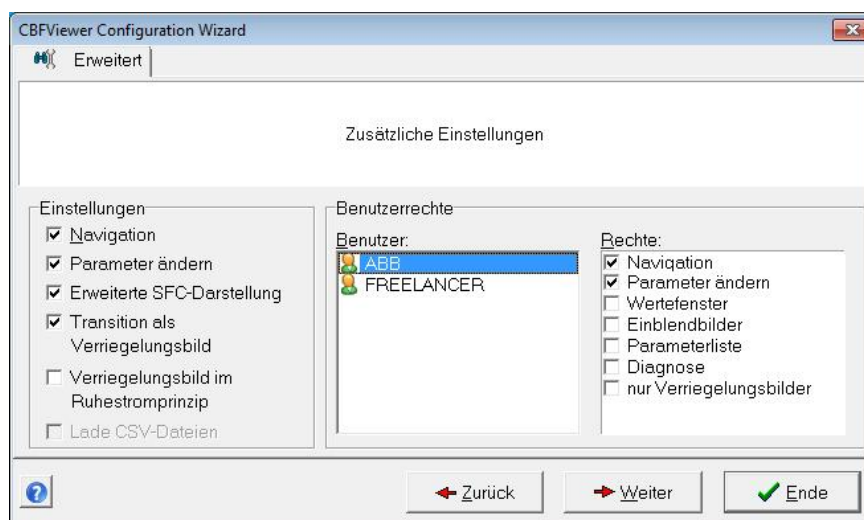 CBFViewer Configuration Wizard
Erweitert
Zusätzliche Einstellungen
Einstellungen
Navigation
Parameter ändern
Erweiterte SFC-Darstellung
Transition als
Verriegelungsbild
Verriegelungsbild im
Ruhestromprinzip
Lade CSV-Dateien
Benutzerrechte
Benutzer:
ABB
FREELANCER
Rechte:
Navigation
Parameter ändern
Wertefenster
Einblendbilder
Parameterliste
Diagnose
nur Verriegelungsbilder
Zurück
Weiter
Ende